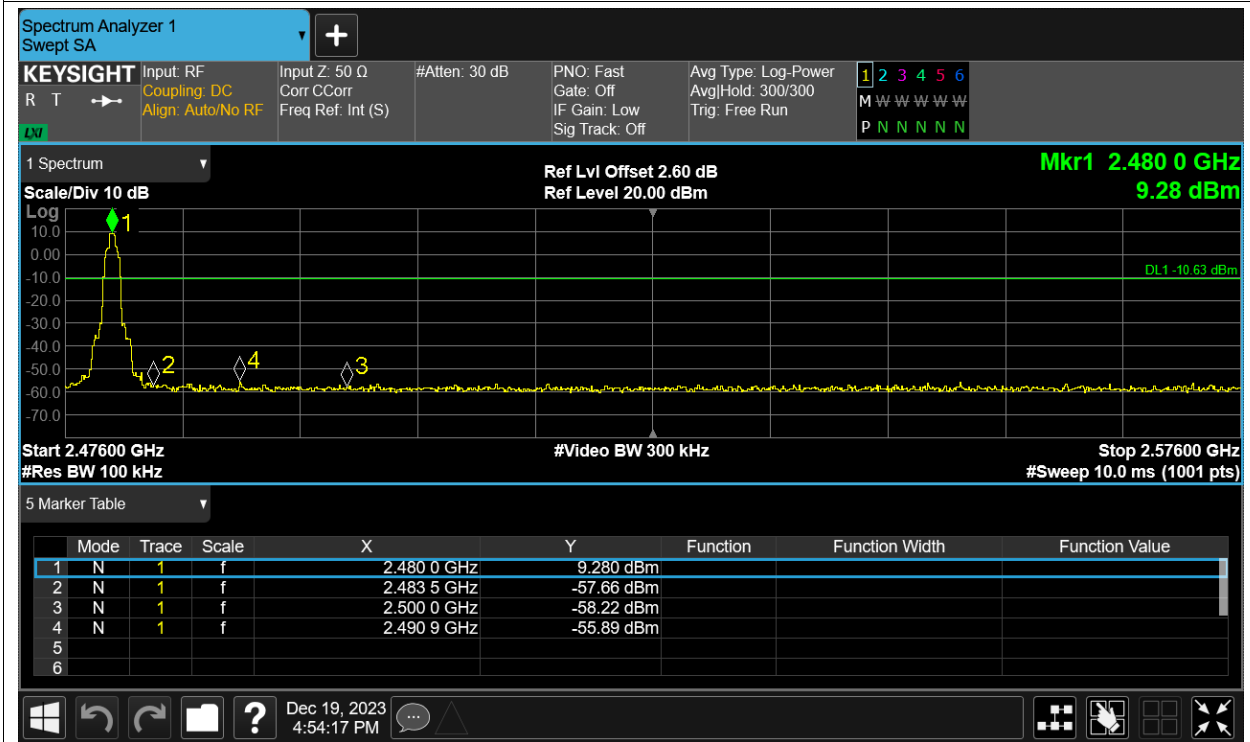 Spectrum Analyzer 1
Swept SA
+
KEYSIGHT
R T
LXI
Input: RF
Coupling: DC
Align: Auto/No RF
Input Z: 50 Ω
Corr CCorr
Freq Ref: Int (S)
#Atten: 30 dB
PNO: Fast
Gate: Off
IF Gain: Low
Sig Track: Off
Avg Type: Log-Power
Avg|Hold: 300/300
Trig: Free Run
1 2 3 4 5 6
M W W W W W
P N N N N N
1 Spectrum
Scale/Div 10 dB
Ref Lvl Offset 2.60 dB
Ref Level 20.00 dBm
Mkr1 2.480 0 GHz
9.28 dBm
Log
10.0
0.00
-10.0
-20.0
-30.0
-40.0
-50.0
-60.0
-70.0
1
2
4
3
DL1 -10.63 dBm
Start 2.47600 GHz
#Res BW 100 kHz
#Video BW 300 kHz
Stop 2.57600 GHz
#Sweep 10.0 ms (1001 pts)
5 Marker Table
Mode Trace Scale X Y Function Function Width Function Value
1 N 1 f 2.480 0 GHz 9.280 dBm
2 N 1 f 2.483 5 GHz -57.66 dBm
3 N 1 f 2.500 0 GHz -58.22 dBm
4 N 1 f 2.490 9 GHz -55.89 dBm
5
6
?
Dec 19, 2023
4:54:17 PM